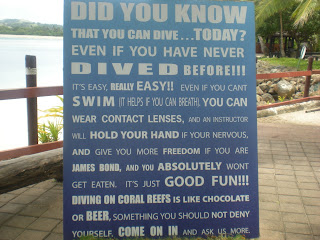 DID YOU KNOW
THAT YOU CAN DIVE...TODAY?
EVEN IF YOU HAVE NEVER
DIVED BEFORE!!!
IT'S EASY, REALLY EASY!! EVEN IF YOU CANT
SWIM (IT HELPS IF YOU CAN BREATH), YOU CAN
WEAR CONTACT LENSES, AND AN INSTRUCTOR
WILL HOLD YOUR HAND IF YOUR NERVOUS,
AND GIVE YOU MORE FREEDOM IF YOU ARE
JAMES BOND, AND YOU ABSOLUTELY WONT
GET EATEN. IT'S JUST GOOD FUN!!!
DIVING ON CORAL REEFS IS LIKE CHOCOLATE
OR BEER, SOMETHING YOU SHOULD NOT DENY
YOURSELF. COME ON IN AND ASK US MORE.